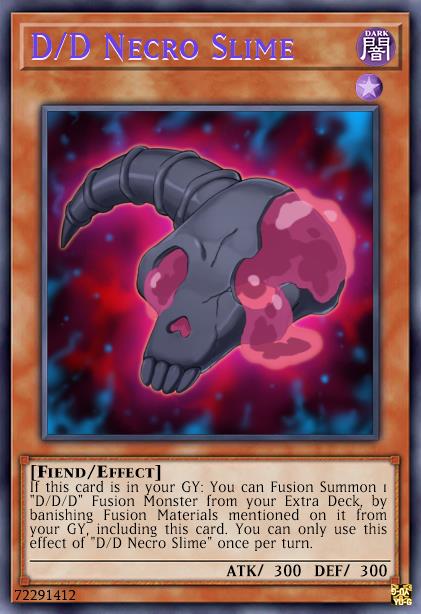 D/D Necro Slime
DARK
闇
[Fiend/Effect]
If this card is in your GY: You can Fusion Summon 1
"D/D/D" Fusion Monster from your Extra Deck, by
banishing Fusion Materials mentioned on it from
your GY, including this card. You can only use this
effect of "D/D Necro Slime" once per turn.
ATK/ 300 DEF/ 300
72291412